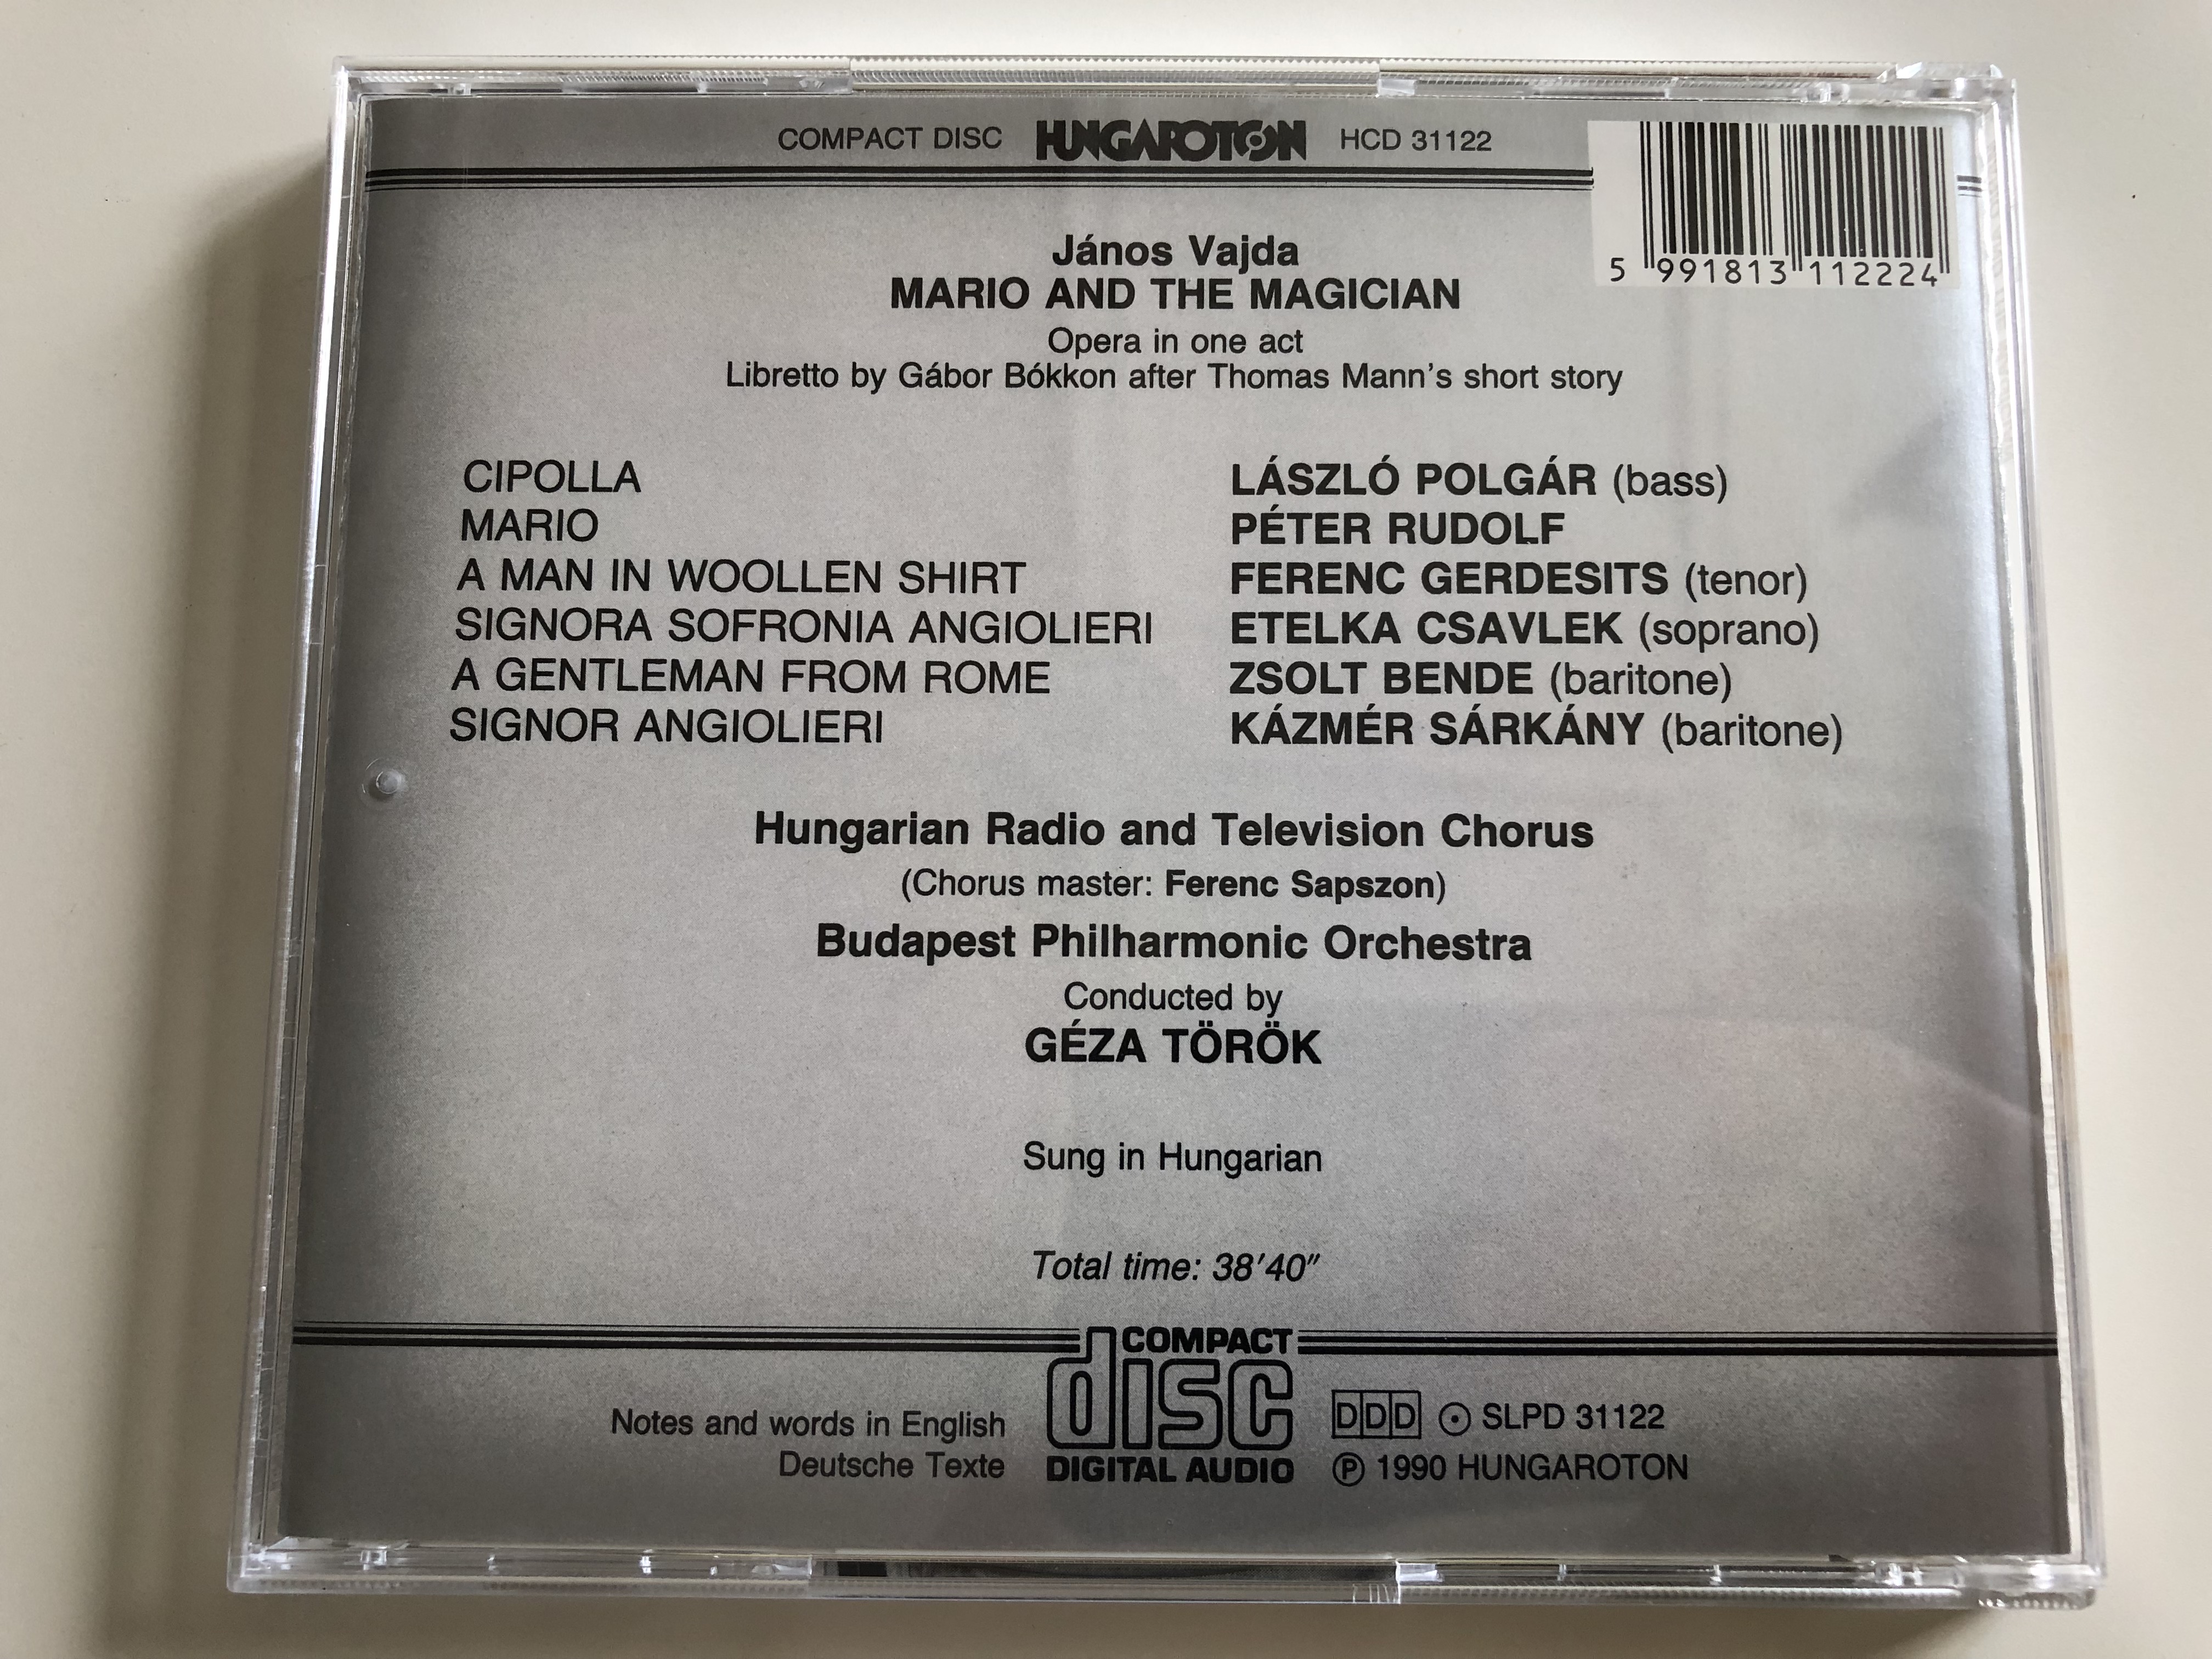 COMPACT DISC HUNGAROTON HCD 31122
5 991813 112224
János Vajda
MARIO AND THE MAGICIAN
Opera in one act
Libretto by Gábor Bókkon after Thomas Mann's short story
CIPOLLA LÁSZLÓ POLGÁR (bass)
MARIO PÉTER RUDOLF
A MAN IN WOOLLEN SHIRT FERENC GERDESITS (tenor)
SIGNORA SOFRONIA ANGIOLIERI ETELKA CSAVLEK (soprano)
A GENTLEMAN FROM ROME ZSOLT BENDE (baritone)
SIGNOR ANGIOLIERI KÁZMÉR SÁRKÁNY (baritone)
Hungarian Radio and Television Chorus
(Chorus master: Ferenc Sapszon)
Budapest Philharmonic Orchestra
Conducted by
GÉZA TÖRÖK
Sung in Hungarian
Total time: 38'40"
Notes and words in English
Deutsche Texte
COMPACT
disc
DIGITAL AUDIO
DDD ⊙ SLPD 31122
℗ 1990 HUNGAROTON